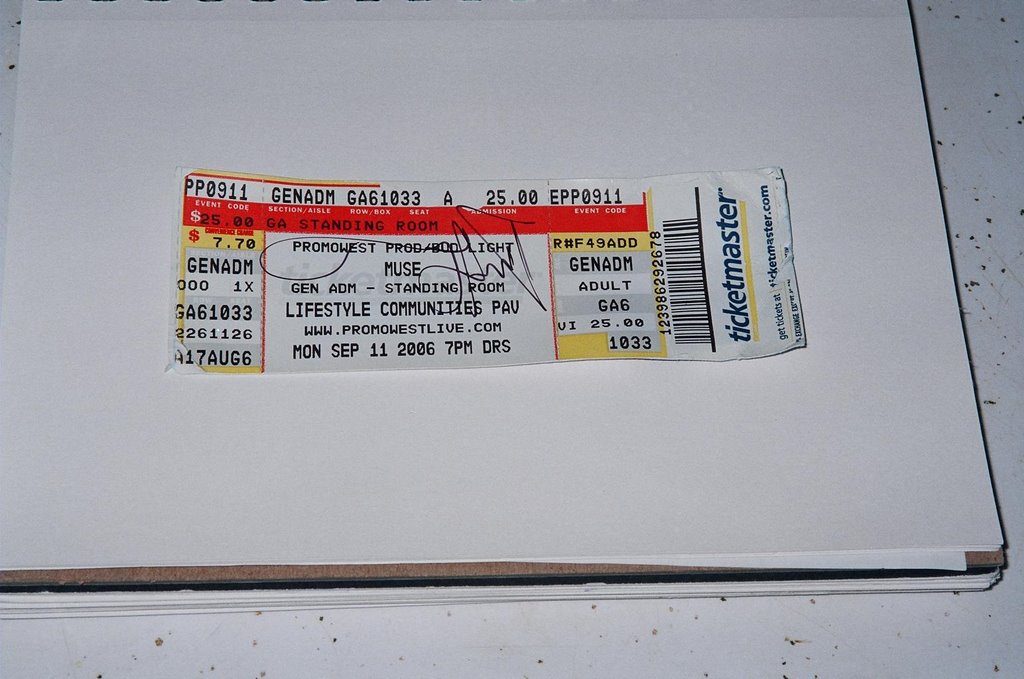 PP0911 GENADM GA61033 A 25.00 EPP0911
EVENT CODE SECTION/AISLE ROW/BOX SEAT ADMISSION EVENT CODE
$25.00 GA STANDING ROOM
CONVENIENCE CHARGE
$ 7.70
GENADM
000 1X
GA61033
2261126
A17AUG6
PROMOWEST PROD/BUD LIGHT
MUSE
GEN ADM - STANDING ROOM
LIFESTYLE COMMUNITIES PAV
WWW.PROMOWESTLIVE.COM
MON SEP 11 2006 7PM DRS
R#F49ADD
GENADM
ADULT
GA6
VI 25.00
1033
123986292678
ticketmaster
get tickets at ticketmaster.com